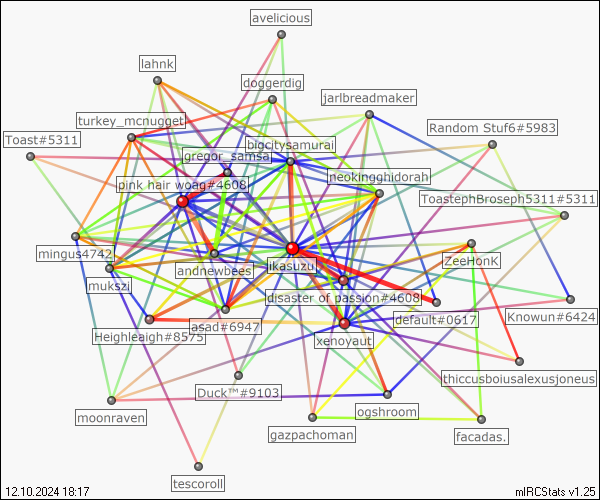 avelicious
lahnk
doggerdig
jarlbreadmaker
turkey_mcnugget
Random Stuf6#5983
Toast#5311
bigcitysamurai
gregor_samsa
neokingghidorah
pink hair woag#4608
ToastephBroseph5311#5311
mingus4742
ikasuzu
ZeeHonK
andnewbees
mukszi
disaster of passion#4608
default#0617
Knowun#6424
asad#6947
Heighleaigh#8575
xenoyaut
thiccusboiusalexusjoneus
Duck™#9103
ogshroom
moonraven
gazpachoman
facadas.
tescoroll
12.10.2024 18:17
mIRCStats v1.25